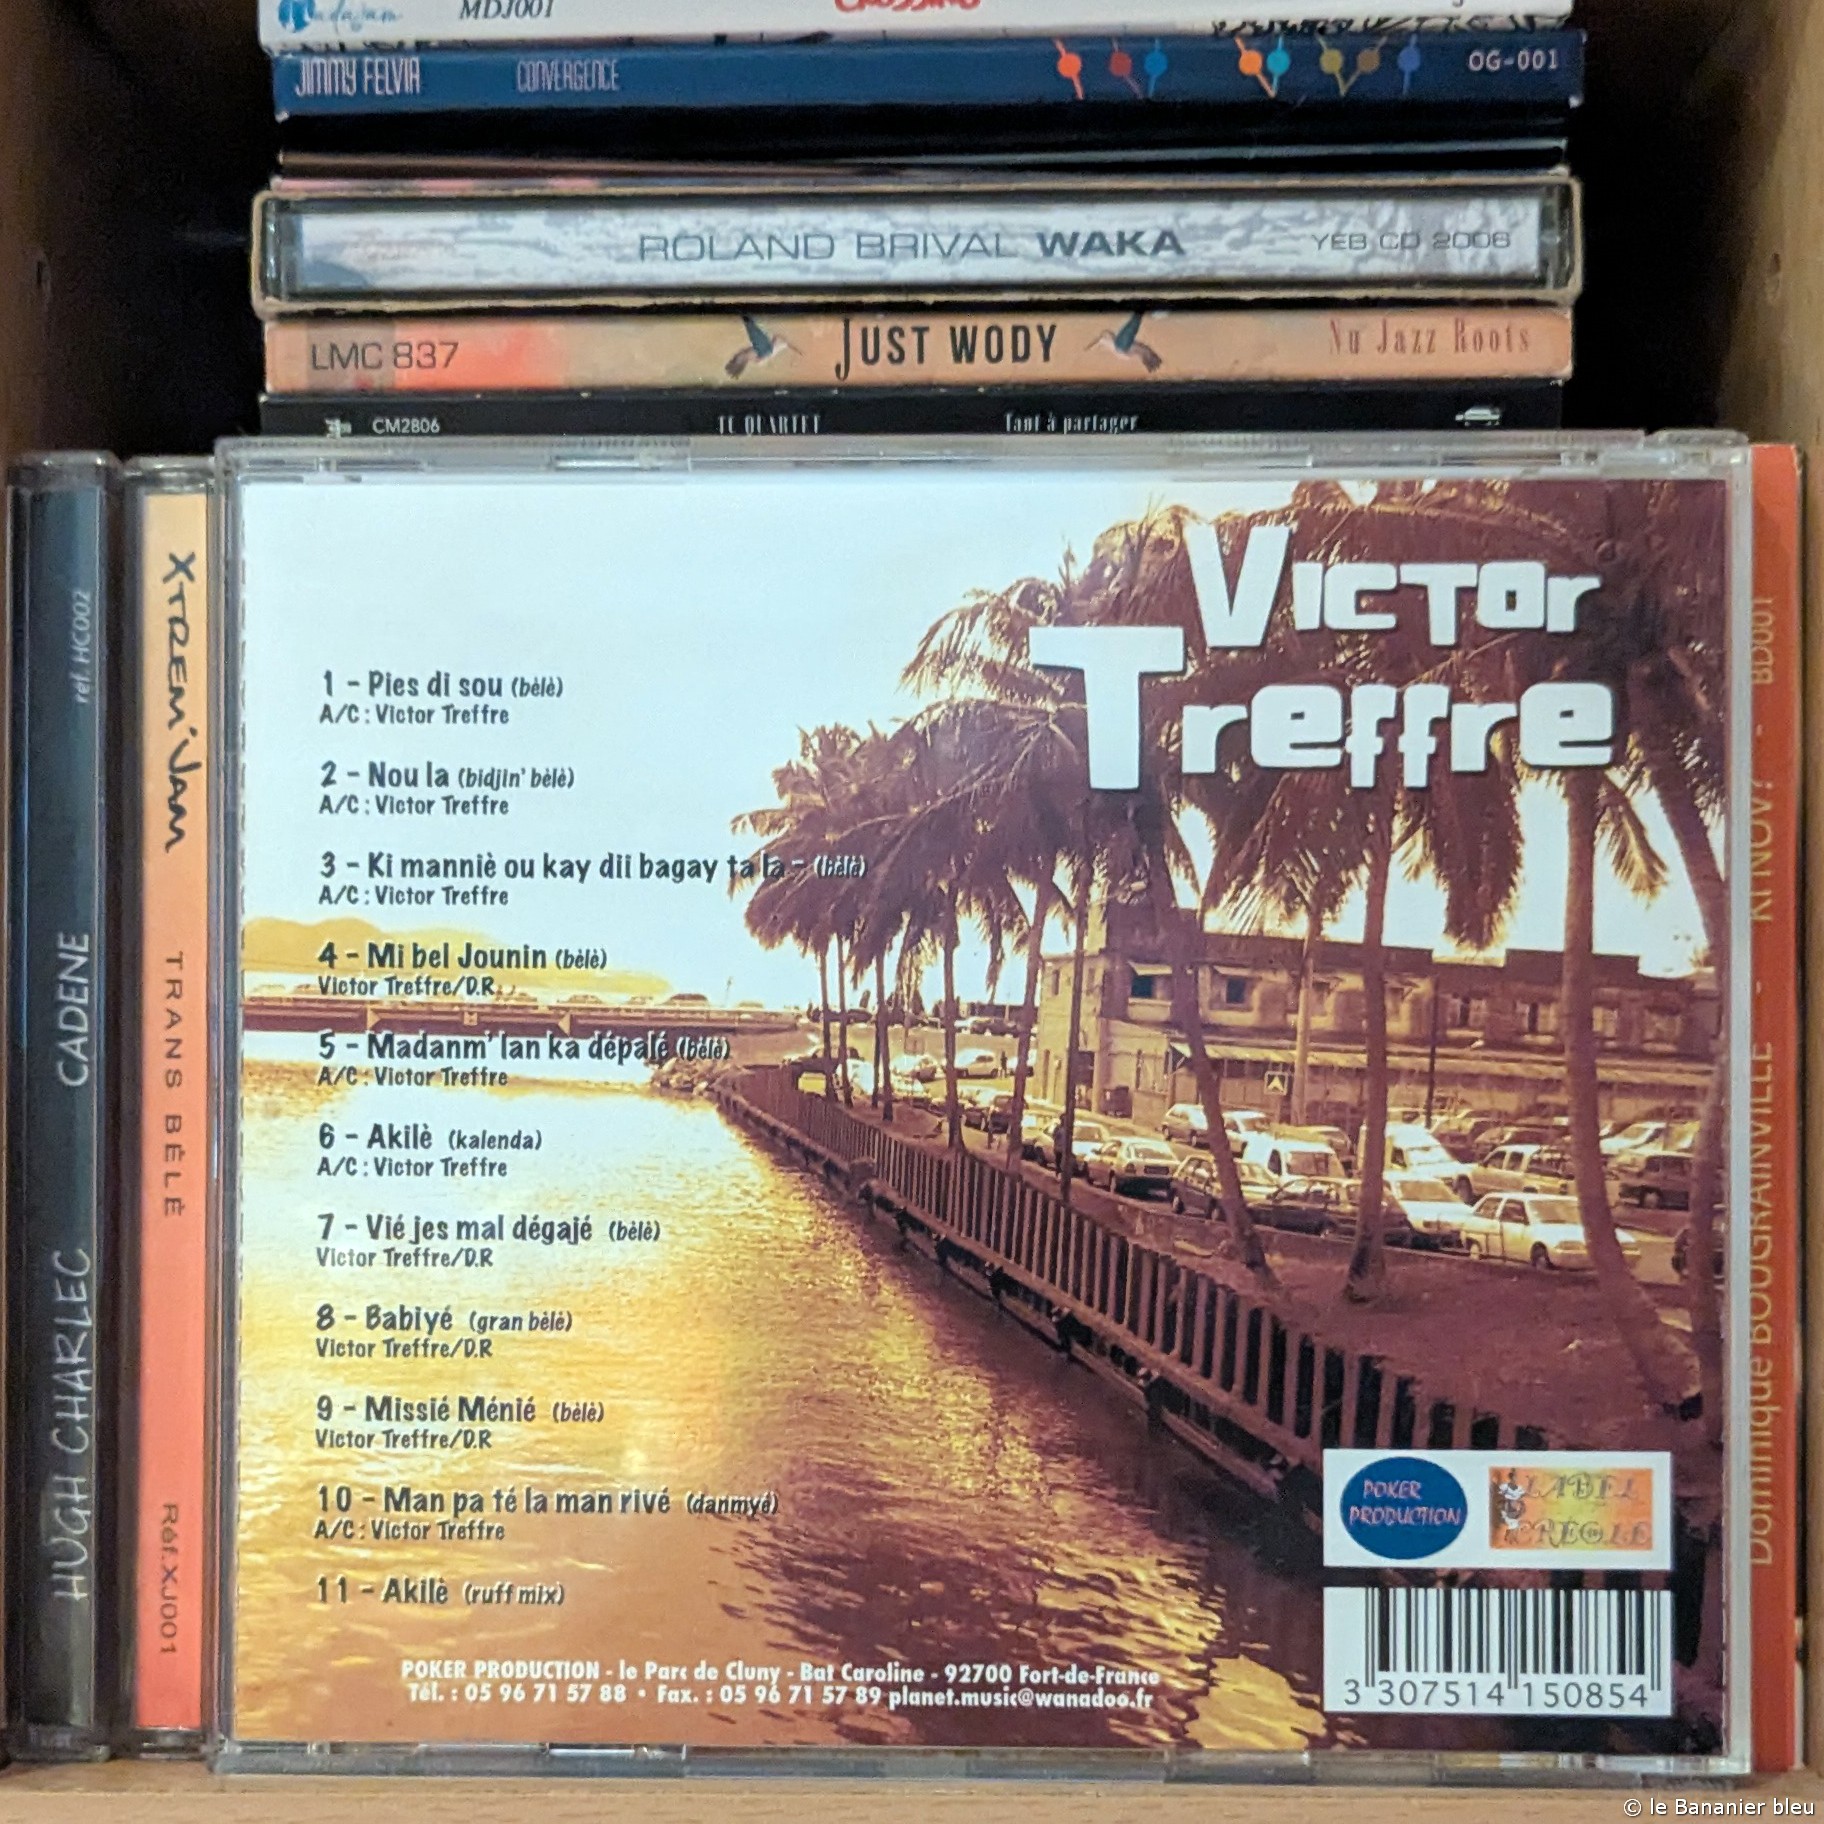 MDJ001
JIMMY FELVIA CONVERGENCE OG-001
ROLAND BRIVAL WAKA YEB CD 2006
LMC 837 JUST WODY Nu Jazz Roots
CM2806 TC QUARTET Tant à partager
HUGH CHARLEC CADENE ref. HC002
XTREM'JAM TRANS BÈLÈ Réf.XJ001
VICTOR
TREFFRE
1 - Pies di sou (bèlè)
A/C : Victor Treffre
2 - Nou la (bidjin' bèlè)
A/C : Victor Treffre
3 - Ki manniè ou kay dii bagay ta la - (bèlè)
A/C : Victor Treffre
4 - Mi bel Jounin (bèlè)
Victor Treffre/D.R
5 - Madanm' lan ka dépalé (bèlè)
A/C : Victor Treffre
6 - Akilè (kalenda)
A/C : Victor Treffre
7 - Vié jes mal dégajé (bèlè)
Victor Treffre/D.R
8 - Babiyé (gran bèlè)
Victor Treffre/D.R
9 - Missié Ménié (bèlè)
Victor Treffre/D.R
10 - Man pa té la man rivé (danmyé)
A/C : Victor Treffre
11 - Akilè (ruff mix)
POKER PRODUCTION - le Parc de Cluny - Bat Caroline - 92700 Fort-de-France
Tél. : 05 96 71 57 88 • Fax. : 05 96 71 57 89 planet.music@wanadoo.fr
POKER
PRODUCTION
LABEL
CRÉOLE
3 307514 150854
Dominique BOUGRAINVILLE - KI NOV? - BD001
© le Bananier bleu